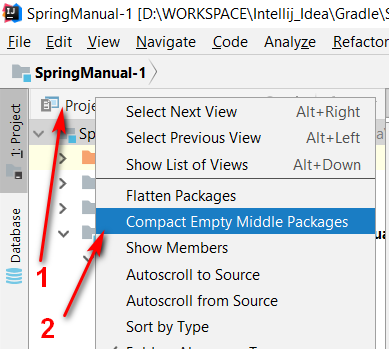 SpringManual-1 [D:\WORKSPACE\Intellij_Idea\Gradle\S
File Edit View Navigate Code Analyze Refactor
SpringManual-1
1: Project
Database
Proje
Sp
Select Next View Alt+Right
Select Previous View Alt+Left
Show List of Views Alt+Down
Flatten Packages
Compact Empty Middle Packages
Show Members
Autoscroll to Source
Autoscroll from Source
Sort by Type
1
2